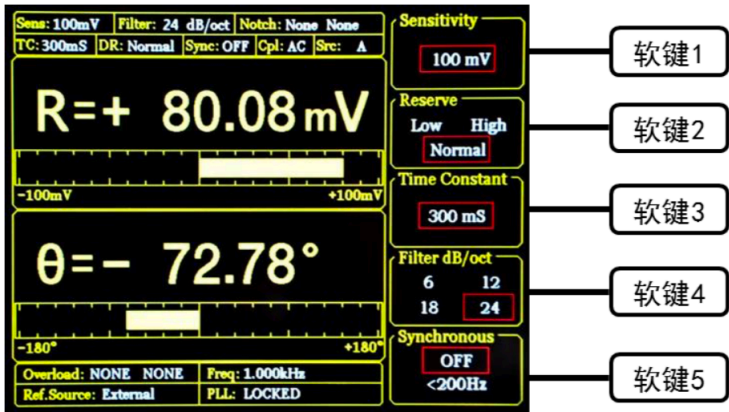 Sens: 100mV Filter: 24 dB/oct Notch: None None
TC: 300mS DR: Normal Sync: OFF Cpl: AC Src: A
R=+ 80.08 mV
-100mV +100mV
θ=- 72.78°
-180° +180°
Overload: NONE NONE Freq: 1.000kHz
Ref.Source: External PLL: LOCKED
Sensitivity
100 mV
Reserve
Low High
Normal
Time Constant
300 mS
Filter dB/oct
6 12
18 24
Synchronous
OFF
<200Hz
软键1
软键2
软键3
软键4
软键5